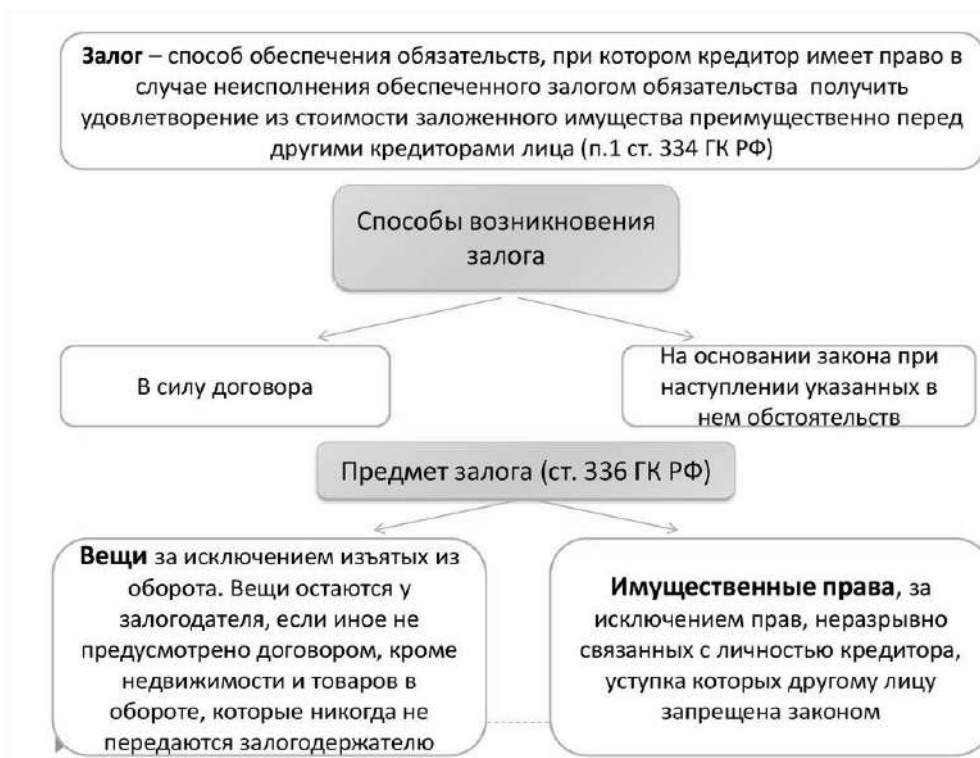 Залог – способ обеспечения обязательств, при котором кредитор имеет право в
случае неисполнения обеспеченного залогом обязательства получить
удовлетворение из стоимости заложенного имущества преимущественно перед
другими кредиторами лица (п.1 ст. 334 ГК РФ)
Способы возникновения
залога
В силу договора
На основании закона при
наступлении указанных в
нем обстоятельств
Предмет залога (ст. 336 ГК РФ)
Вещи за исключением изъятых из
оборота. Вещи остаются у
залогодателя, если иное не
предусмотрено договором, кроме
недвижимости и товаров в
обороте, которые никогда не
передаются залогодержателю
Имущественные права, за
исключением прав, неразрывно
связанных с личностью кредитора,
уступка которых другому лицу
запрещена законом